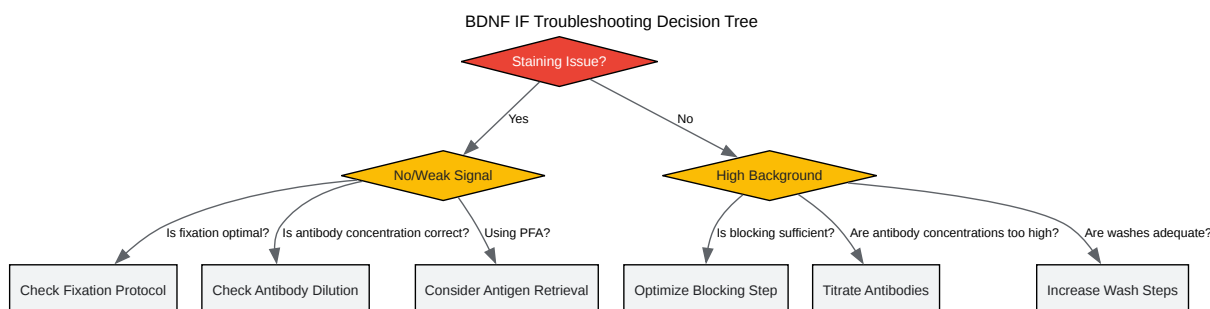 BDNF IF Troubleshooting Decision Tree
Staining Issue?
Yes
No
No/Weak Signal
High Background
Is fixation optimal?
Is antibody concentration correct?
Using PFA?
Is blocking sufficient?
Are antibody concentrations too high?
Are washes adequate?
Check Fixation Protocol
Check Antibody Dilution
Consider Antigen Retrieval
Optimize Blocking Step
Titrate Antibodies
Increase Wash Steps